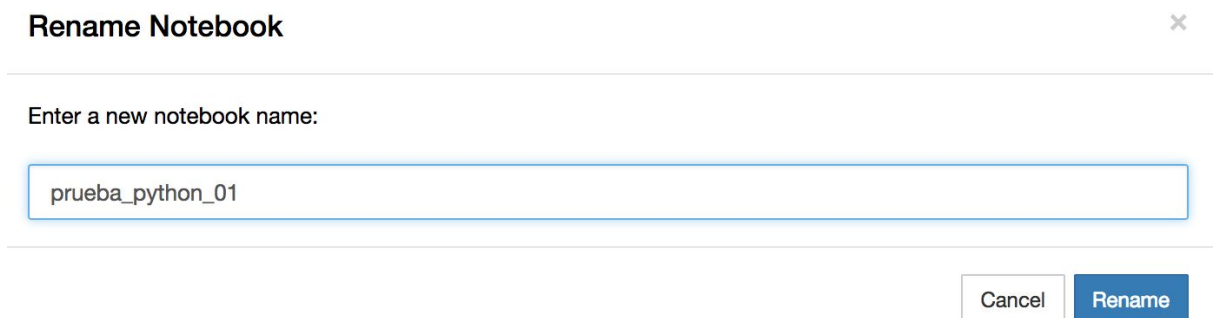 Rename Notebook ×
Enter a new notebook name:
prueba_python_01
Cancel Rename